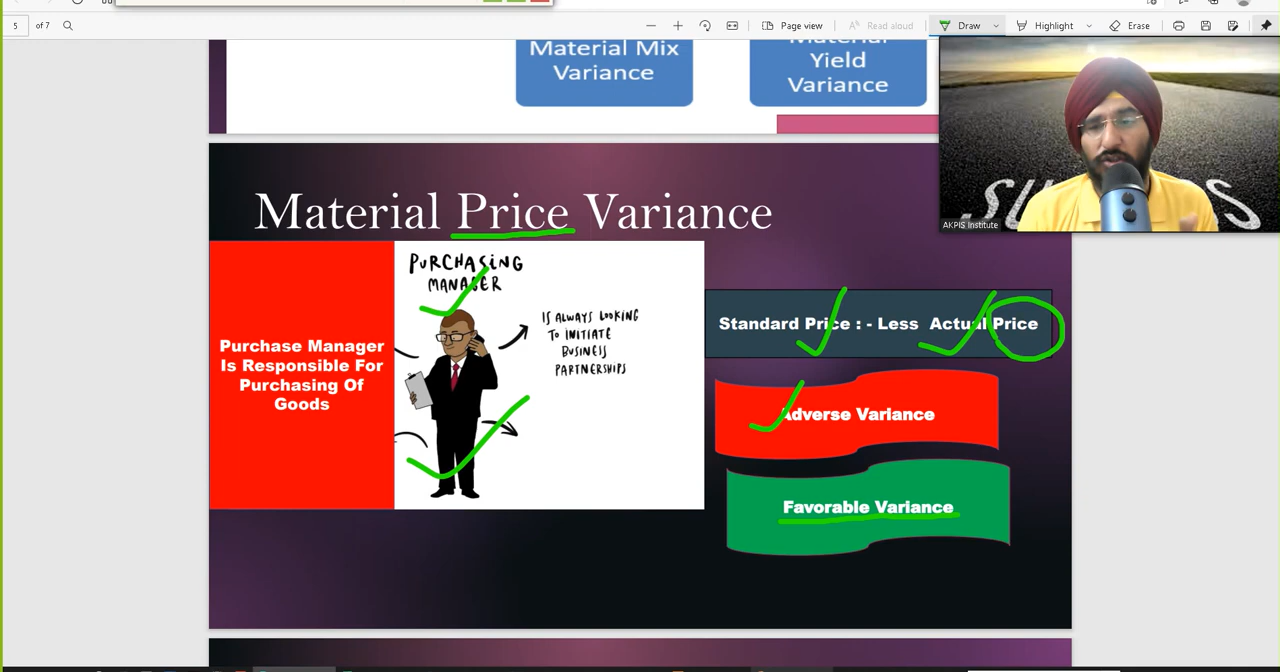 5 of 7
Page view
Read aloud
Draw
Highlight
Erase
Material Mix
Variance
Material
Yield
Variance
AKPIS Institute
Material Price Variance
Purchase Manager
Is Responsible For
Purchasing Of
Goods
PURCHASING
MANAGER
IS ALWAYS LOOKING
TO INITIATE
BUSINESS
PARTNERSHIPS
Standard Price : - Less Actual Price
Adverse Variance
Favorable Variance